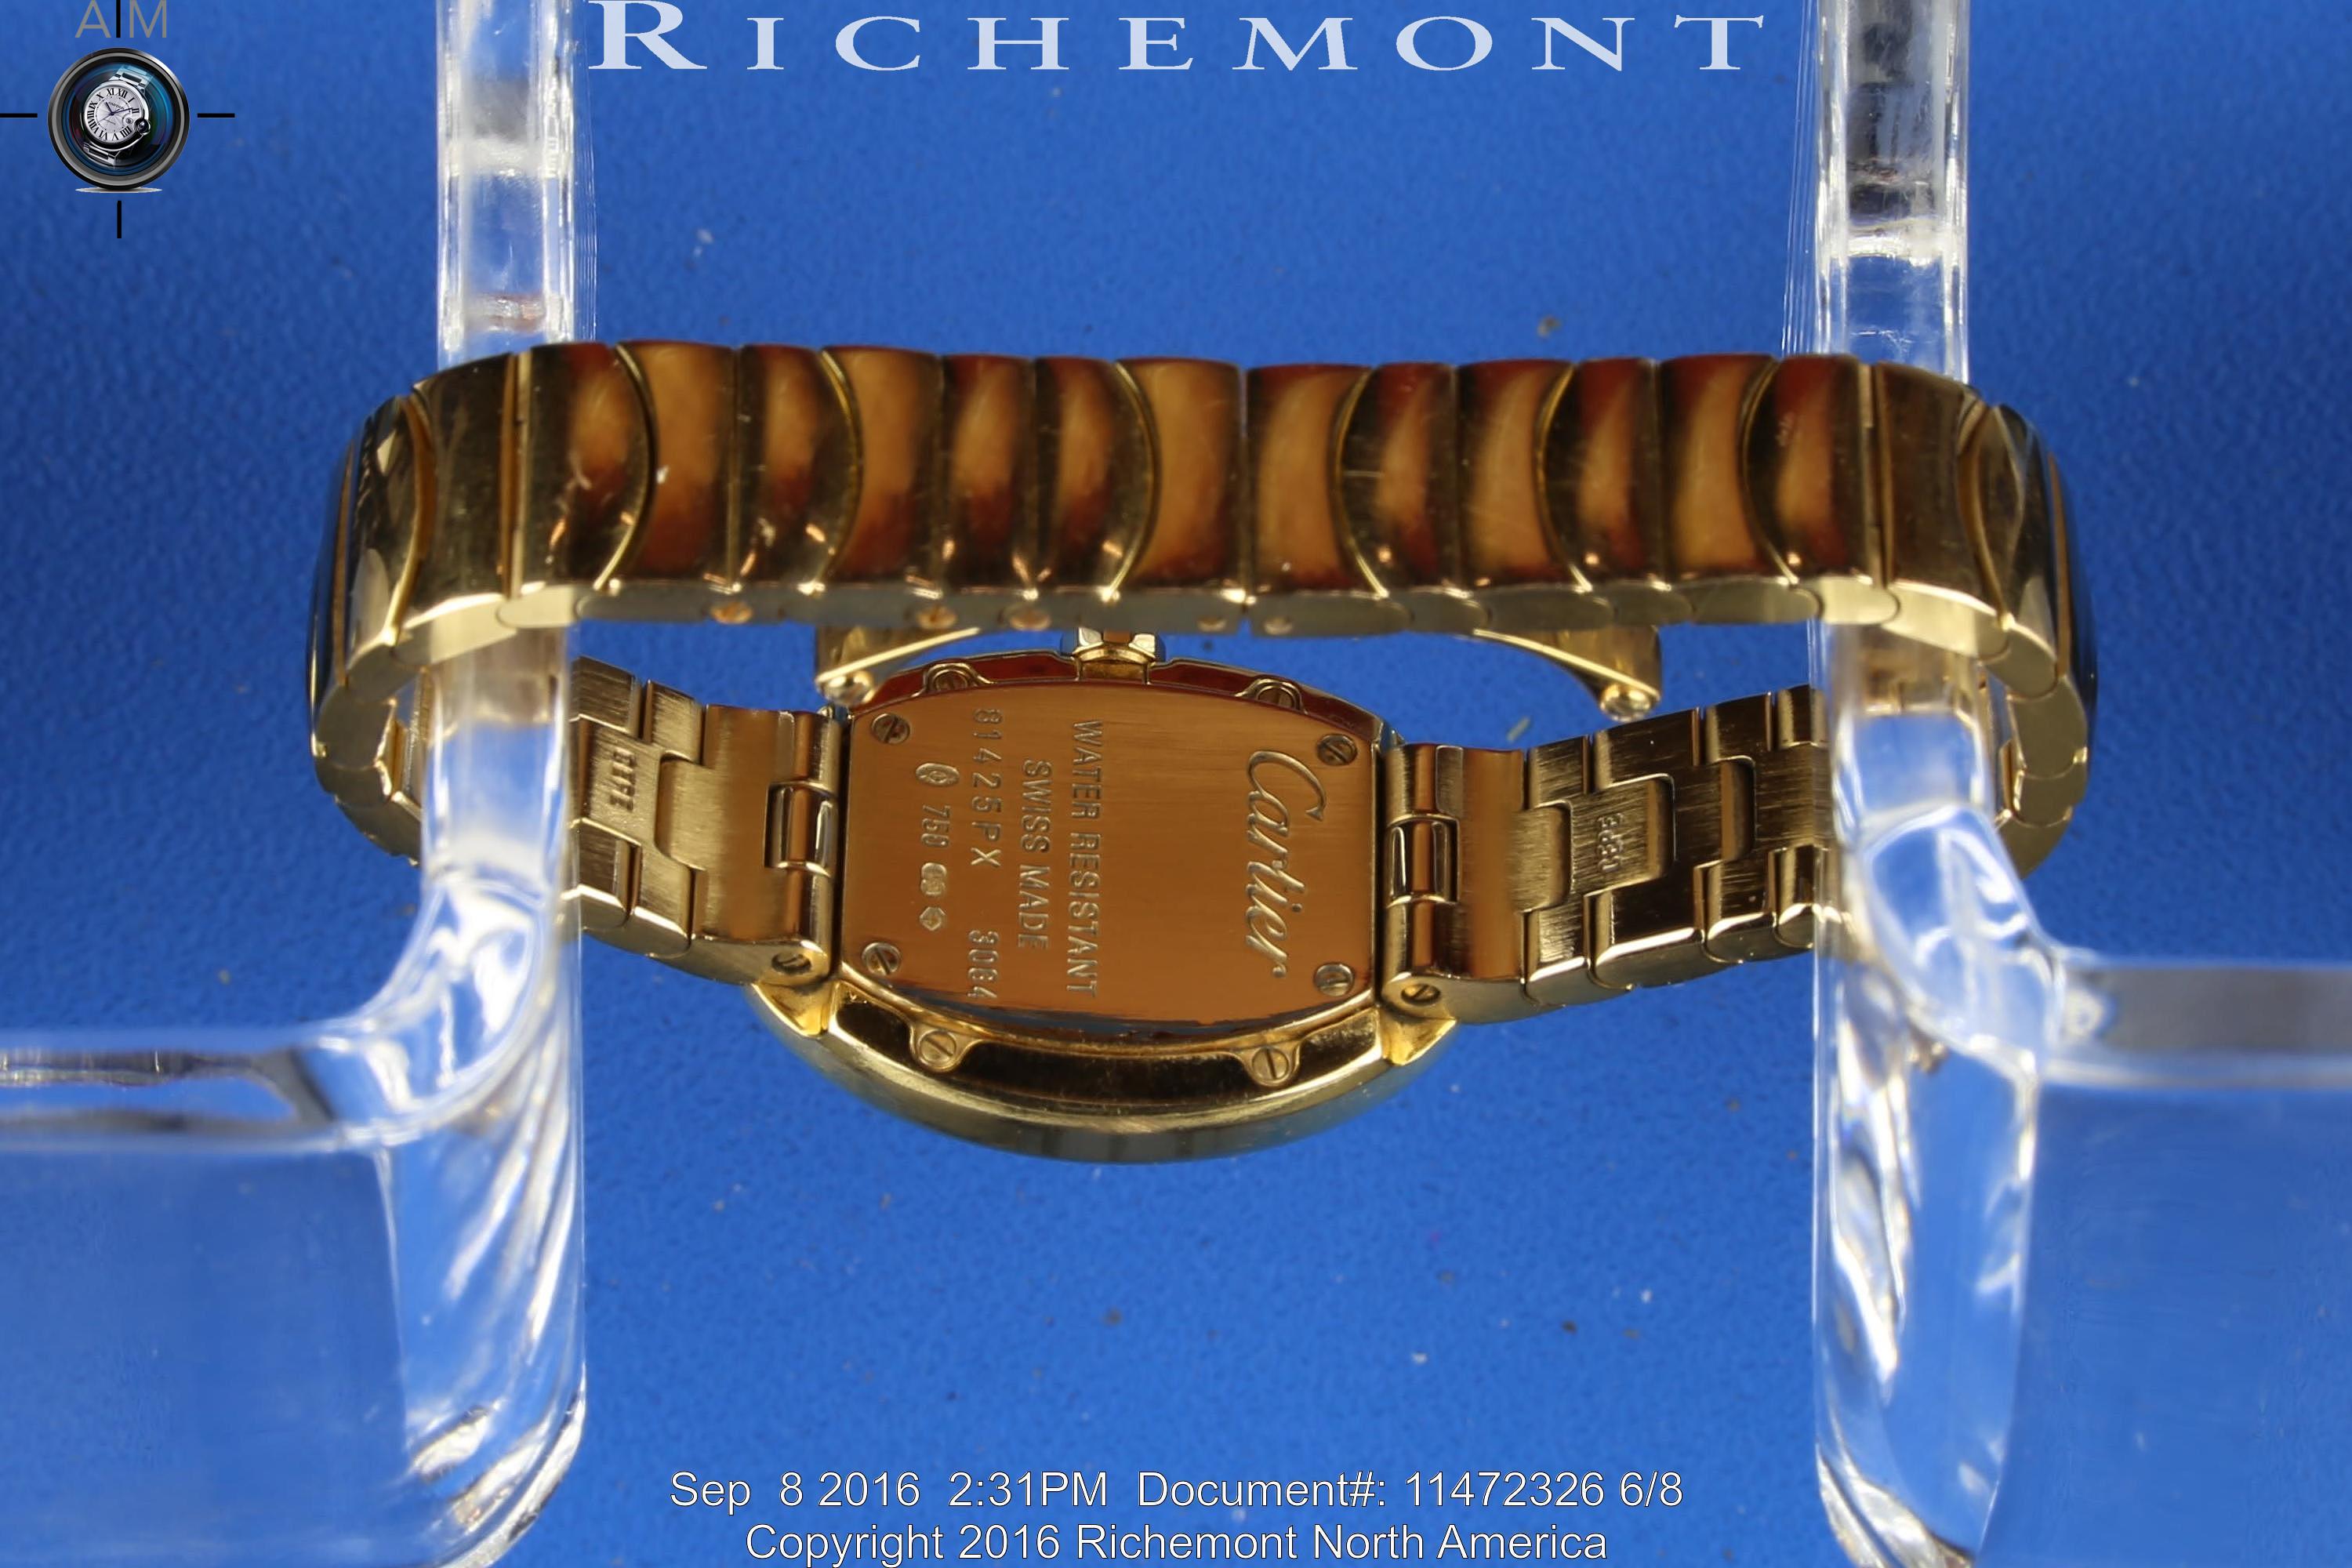 AIM
RICHEMONT
Cartier
WATER RESISTANT
SWISS MADE
81425PX 3084
750
Sep 8 2016 2:31PM Document#: 11472326 6/8
Copyright 2016 Richemont North America